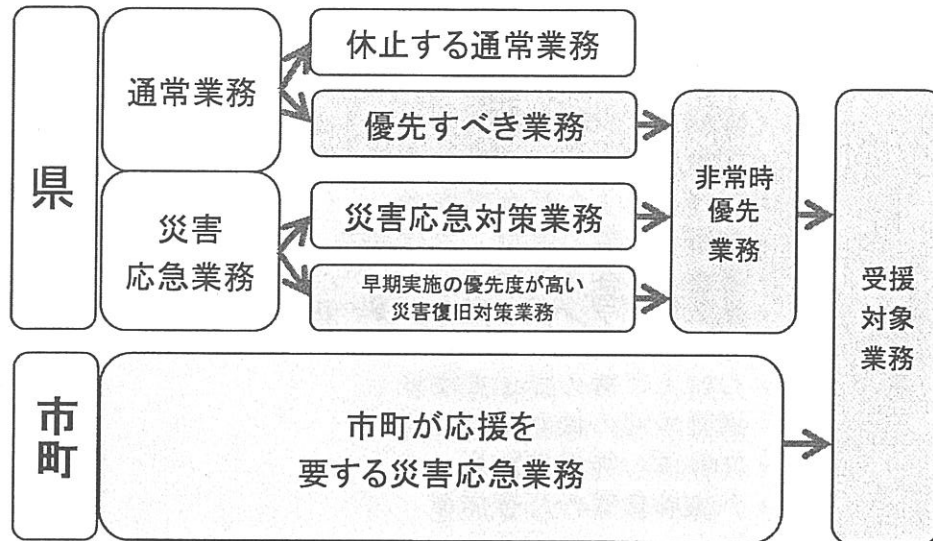 県
通常業務
休止する通常業務
優先すべき業務
災害
応急業務
災害応急対策業務
早期実施の優先度が高い
災害復旧対策業務
非常時
優先
業務
受援
対象
業務
市
町
市町が応援を
要する災害応急業務